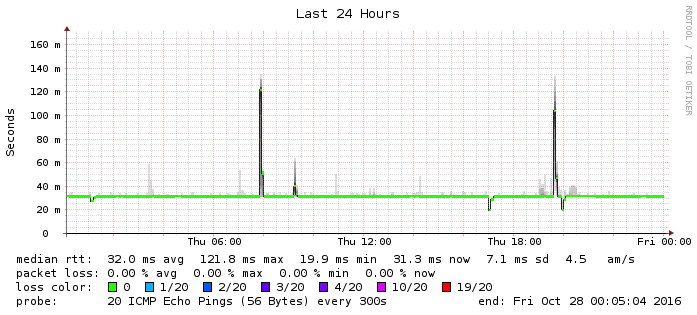 Last 24 Hours
RRDTOOL / TOBI OETIKER
Seconds
160 m
140 m
120 m
100 m
80 m
60 m
40 m
20 m
0
Thu 06:00 Thu 12:00 Thu 18:00 Fri 00:00
median rtt: 32.0 ms avg 121.8 ms max 19.9 ms min 31.3 ms now 7.1 ms sd 4.5 am/s
packet loss: 0.00 % avg 0.00 % max 0.00 % min 0.00 % now
loss color: 0 1/20 2/20 3/20 4/20 10/20 19/20
probe: 20 ICMP Echo Pings (56 Bytes) every 300s end: Fri Oct 28 00:05:04 2016